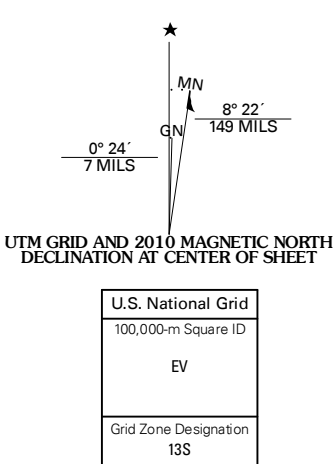 ★
MN
8° 22´
149 MILS
GN
0° 24´
7 MILS
UTM GRID AND 2010 MAGNETIC NORTH
DECLINATION AT CENTER OF SHEET
U.S. National Grid
100,000-m Square ID
EV
Grid Zone Designation
13S